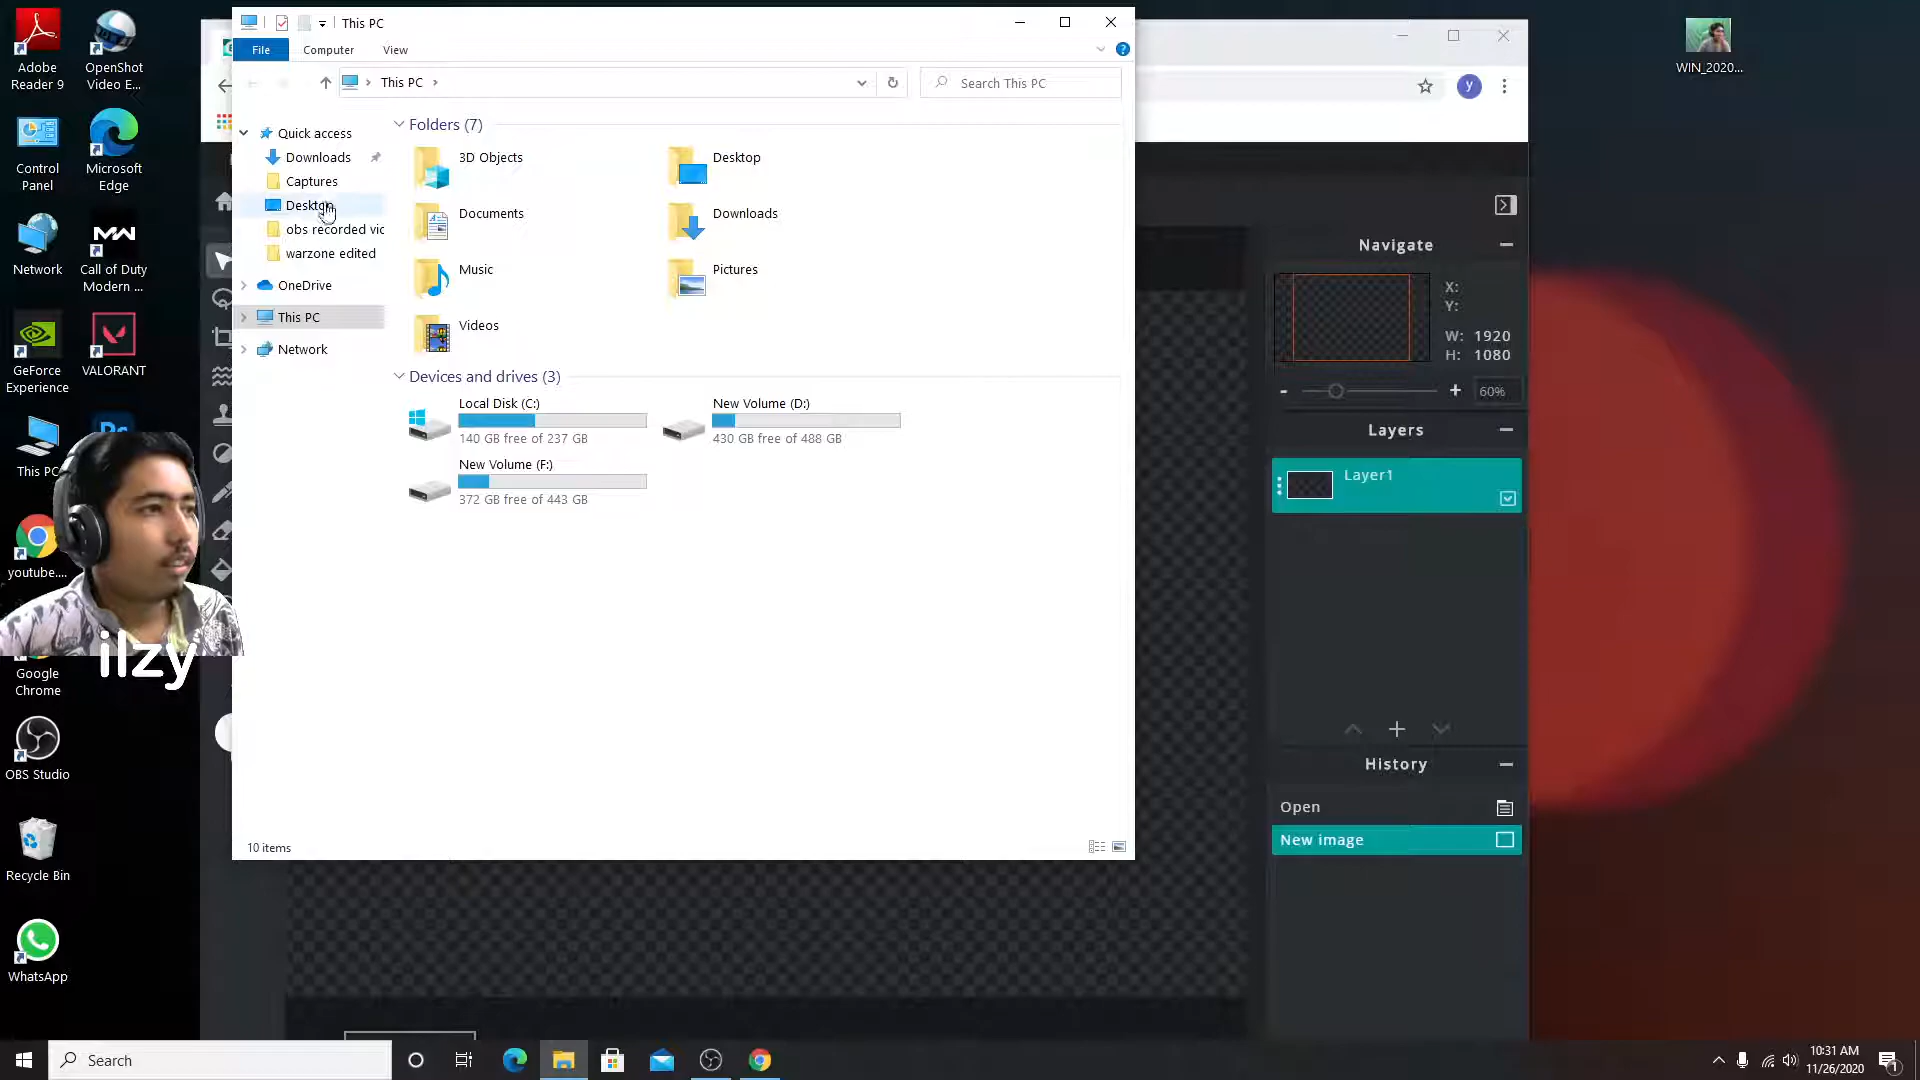 This PC
File
Computer
View
This PC
Search This PC
Quick access
Downloads
Captures
Desktop
obs recorded vic
warzone edited
OneDrive
This PC
Network
Folders (7)
3D Objects
Desktop
Documents
Downloads
Music
Pictures
Videos
Devices and drives (3)
Local Disk (C:)
140 GB free of 237 GB
New Volume (D:)
430 GB free of 488 GB
New Volume (F:)
372 GB free of 443 GB
10 items
Adobe
Reader 9
OpenShot
Video E...
Control
Panel
Microsoft
Edge
Network
Call of Duty
Modern ...
GeForce
Experience
VALORANT
This PC
Ps
youtube....
ilzy
Google
Chrome
OBS Studio
Recycle Bin
WhatsApp
WIN_2020...
y
Navigate
X:
Y:
W: 1920
H: 1080
- + 60%
Layers
Layer1
History
Open
New image
Search
10:31 AM
11/26/2020
1